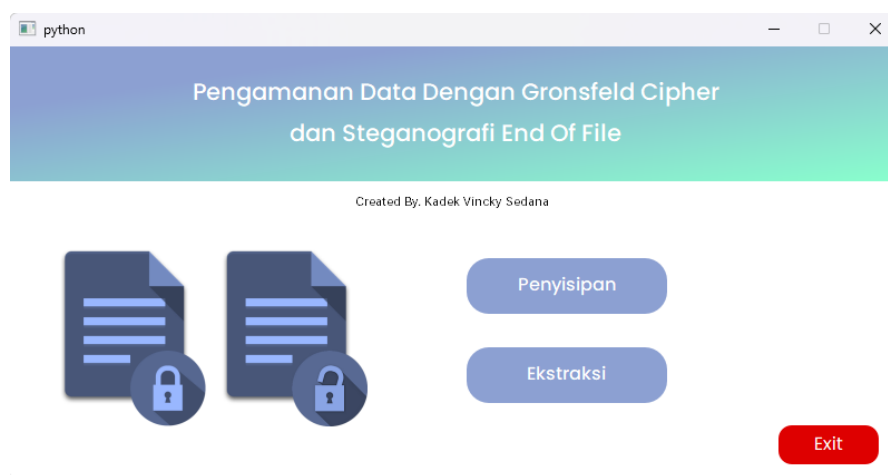 python
Pengamanan Data Dengan Gronsfeld Cipher
dan Steganografi End Of File
Created By. Kadek Vincky Sedana
Penyisipan
Ekstraksi
Exit